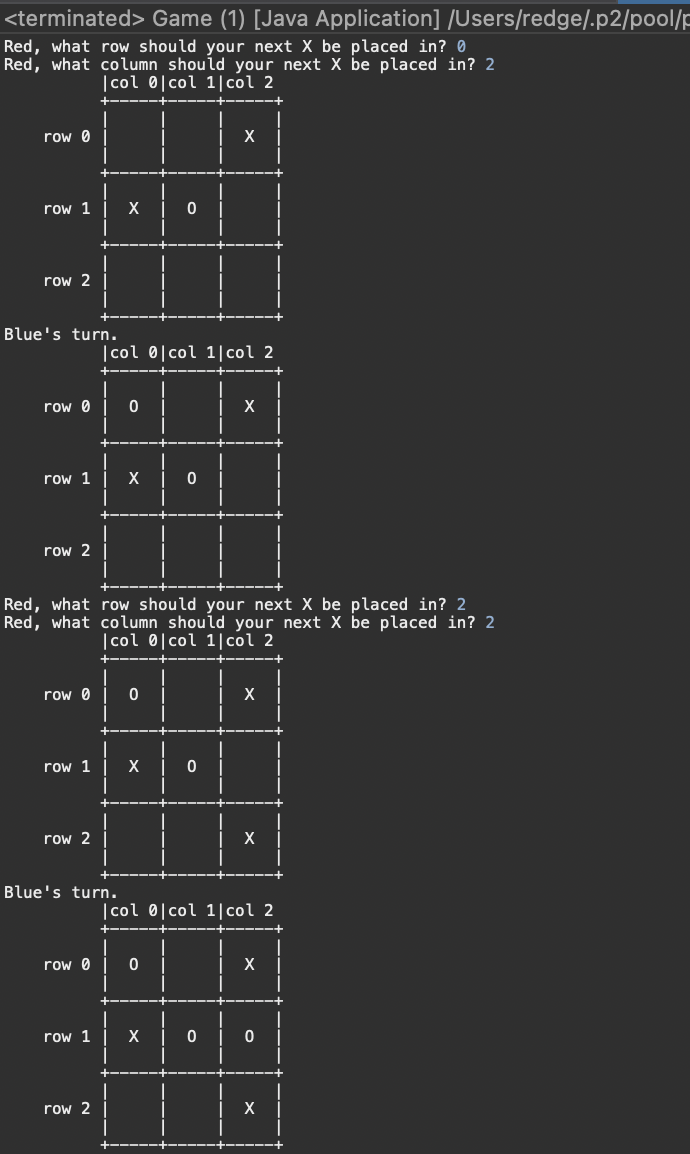 <terminated> Game (1) [Java Application] /Users/redge/.p2/pool/p
Red, what row should your next X be placed in? 0
Red, what column should your next X be placed in? 2
          |col 0|col 1|col 2
          +-----+-----+-----+
          |     |     |     |
    row 0 |     |     |  X  |
          |     |     |     |
          +-----+-----+-----+
          |     |     |     |
    row 1 |  X  |  O  |     |
          |     |     |     |
          +-----+-----+-----+
          |     |     |     |
    row 2 |     |     |     |
          |     |     |     |
          +-----+-----+-----+
Blue's turn.
          |col 0|col 1|col 2
          +-----+-----+-----+
          |     |     |     |
    row 0 |  O  |     |  X  |
          |     |     |     |
          +-----+-----+-----+
          |     |     |     |
    row 1 |  X  |  O  |     |
          |     |     |     |
          +-----+-----+-----+
          |     |     |     |
    row 2 |     |     |     |
          |     |     |     |
          +-----+-----+-----+
Red, what row should your next X be placed in? 2
Red, what column should your next X be placed in? 2
          |col 0|col 1|col 2
          +-----+-----+-----+
          |     |     |     |
    row 0 |  O  |     |  X  |
          |     |     |     |
          +-----+-----+-----+
          |     |     |     |
    row 1 |  X  |  O  |     |
          |     |     |     |
          +-----+-----+-----+
          |     |     |     |
    row 2 |     |     |  X  |
          |     |     |     |
          +-----+-----+-----+
Blue's turn.
          |col 0|col 1|col 2
          +-----+-----+-----+
          |     |     |     |
    row 0 |  O  |     |  X  |
          |     |     |     |
          +-----+-----+-----+
          |     |     |     |
    row 1 |  X  |  O  |  O  |
          |     |     |     |
          +-----+-----+-----+
          |     |     |     |
    row 2 |     |     |  X  |
          |     |     |     |
          +-----+-----+-----+